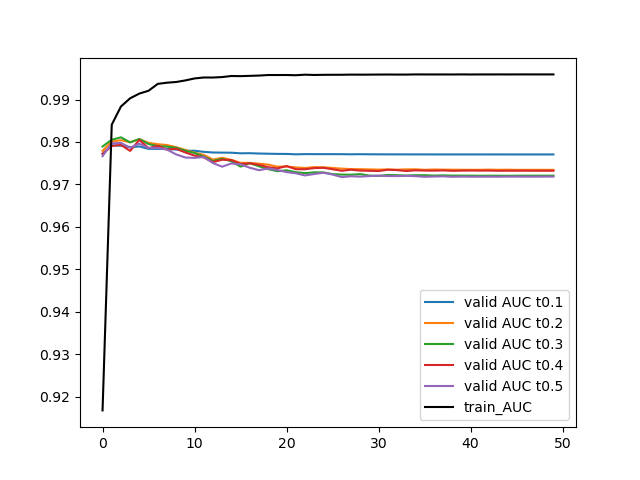 0.99
0.98
0.97
0.96
0.95
0.94
0.93
0.92
0
10
20
30
40
50
valid AUC t0.1
valid AUC t0.2
valid AUC t0.3
valid AUC t0.4
valid AUC t0.5
train_AUC